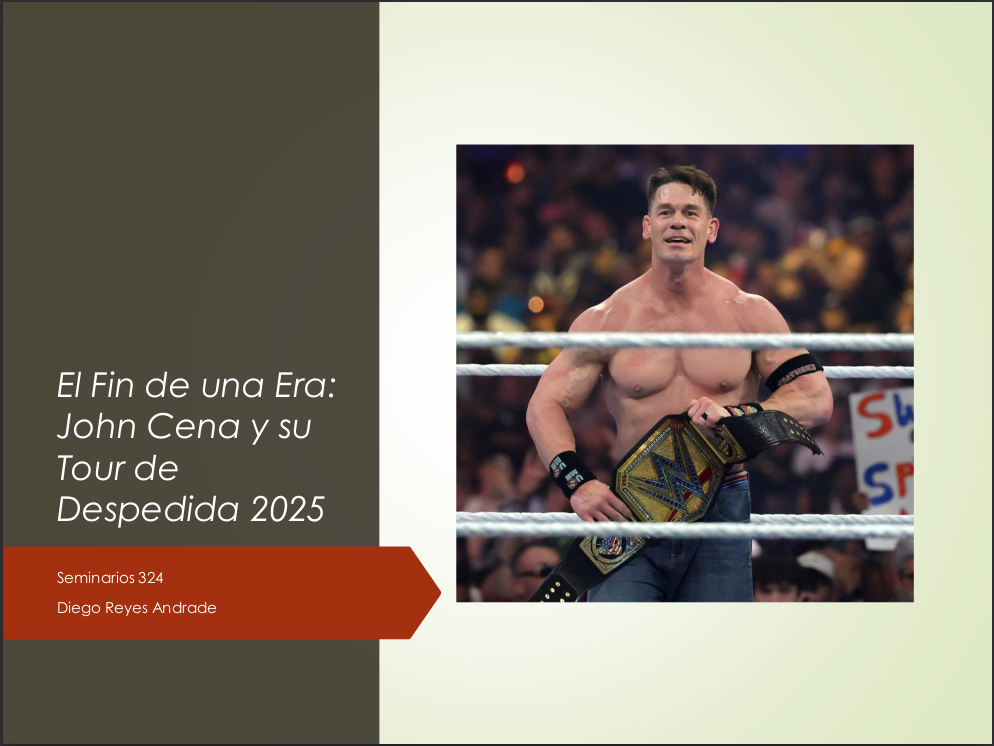 El Fin de una Era:
John Cena y su
Tour de
Despedida 2025
Seminarios 324
Diego Reyes Andrade